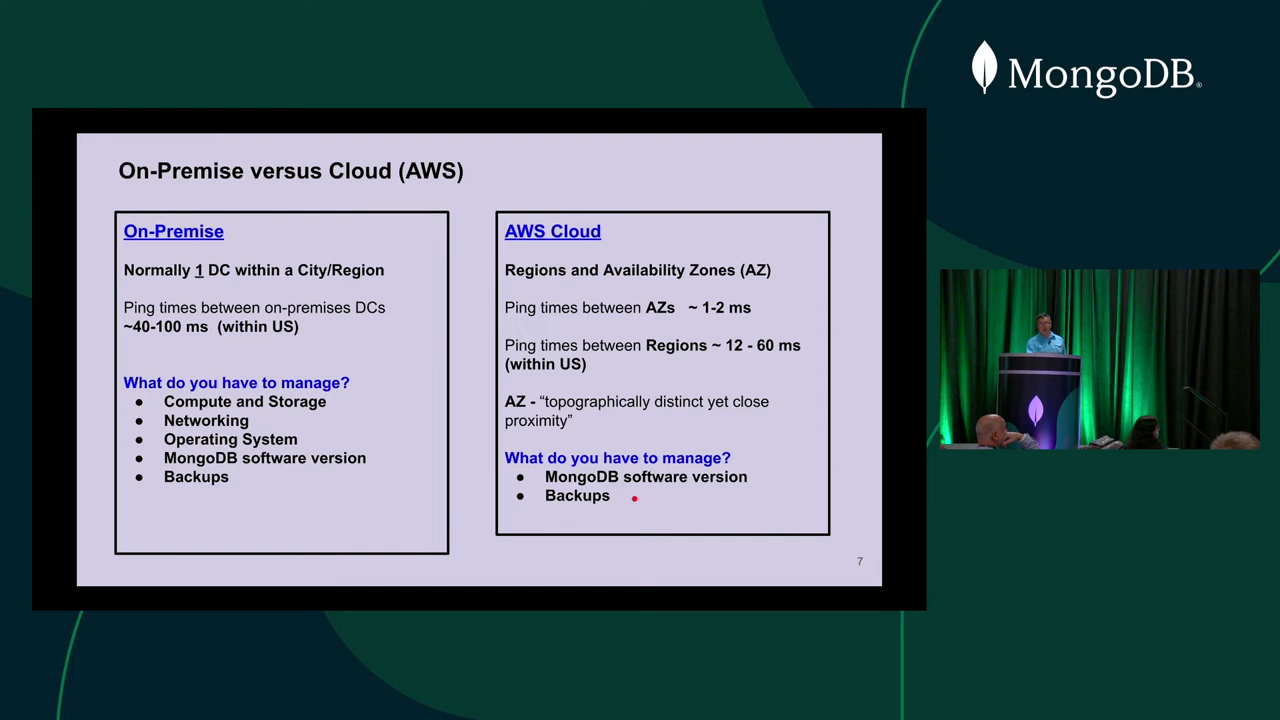 MongoDB®
On-Premise versus Cloud (AWS)
On-Premise
Normally 1 DC within a City/Region
Ping times between on-premises DCs
~40-100 ms (within US)
What do you have to manage?
● Compute and Storage
● Networking
● Operating System
● MongoDB software version
● Backups
AWS Cloud
Regions and Availability Zones (AZ)
Ping times between AZs ~ 1-2 ms
Ping times between Regions ~ 12 - 60 ms
(within US)
AZ - “topographically distinct yet close
proximity”
What do you have to manage?
● MongoDB software version
● Backups
7